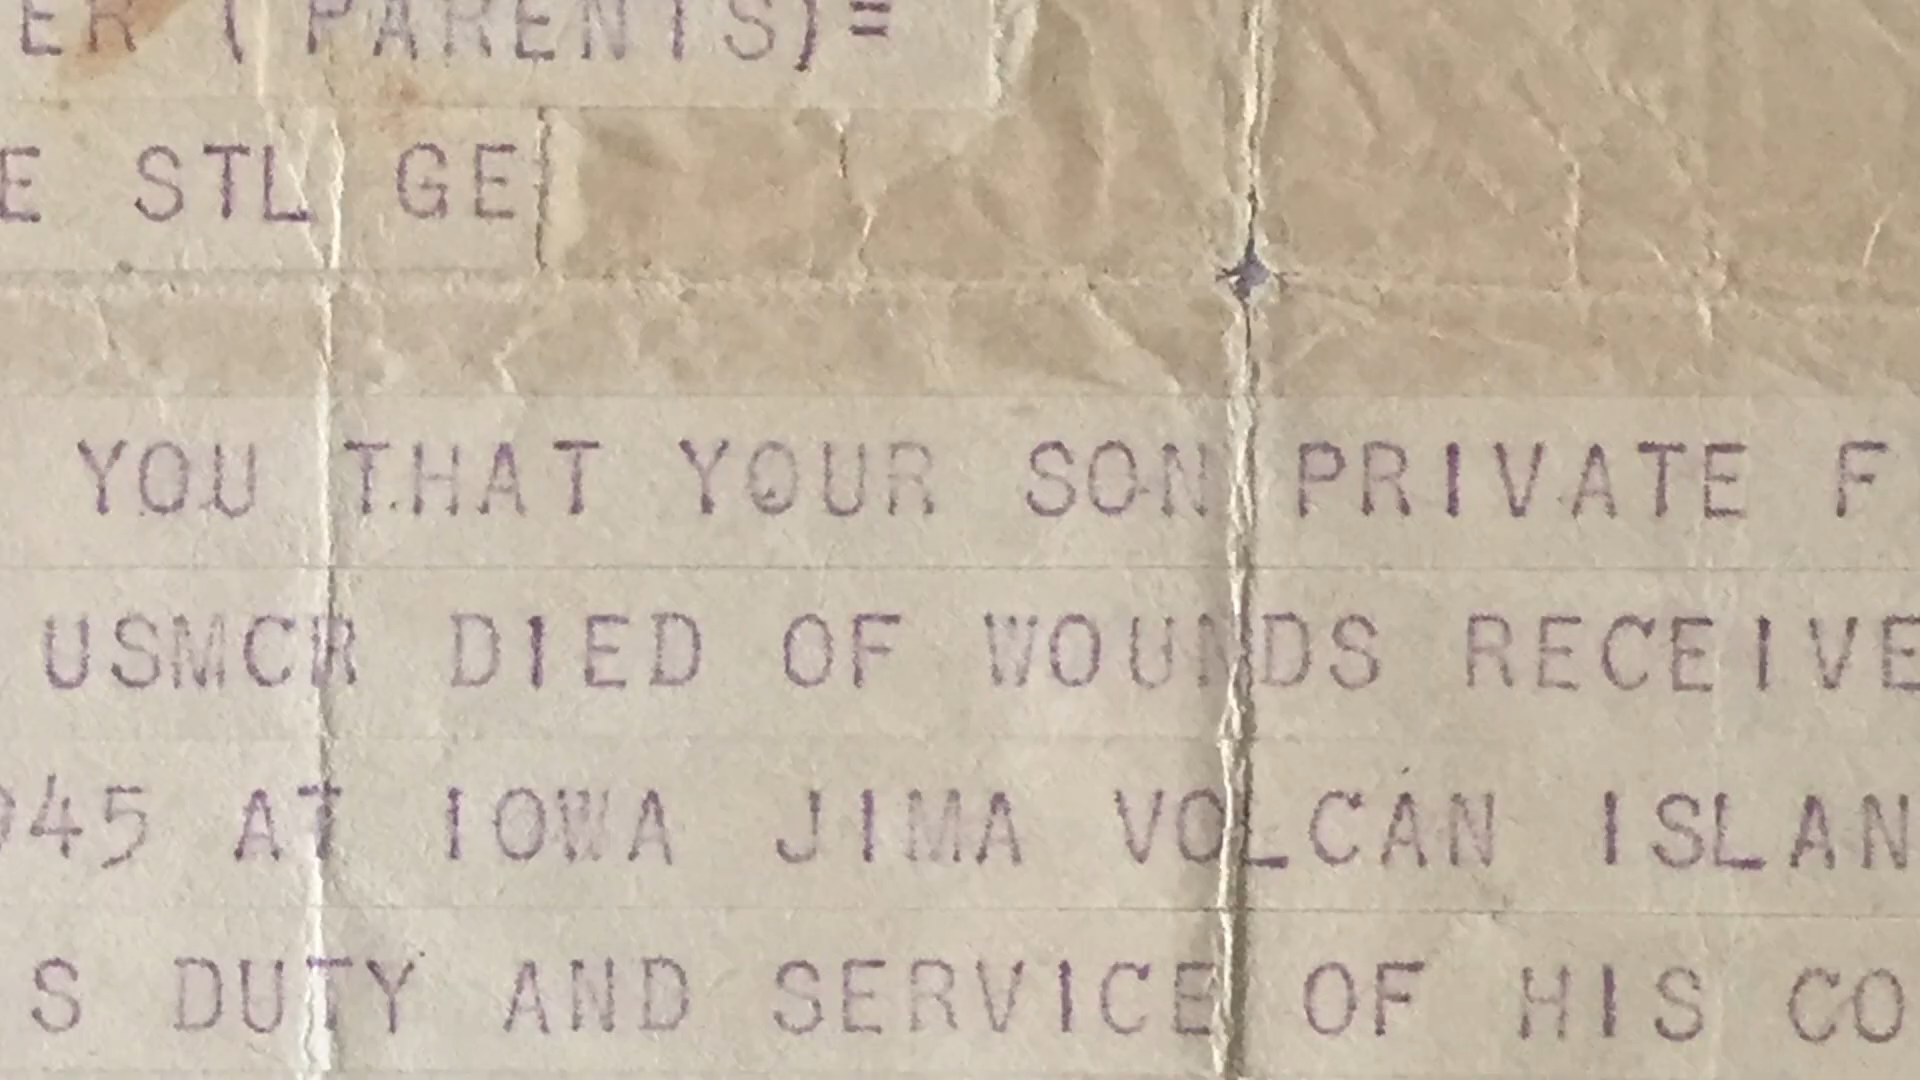 ER (PARENTS)=
E STL GE
YOU THAT YOUR SON PRIVATE F
USMCR DIED OF WOUNDS RECEIVE
945 AT IOWA JIMA VOLCAN ISLAN
S DUTY AND SERVICE OF HIS CO